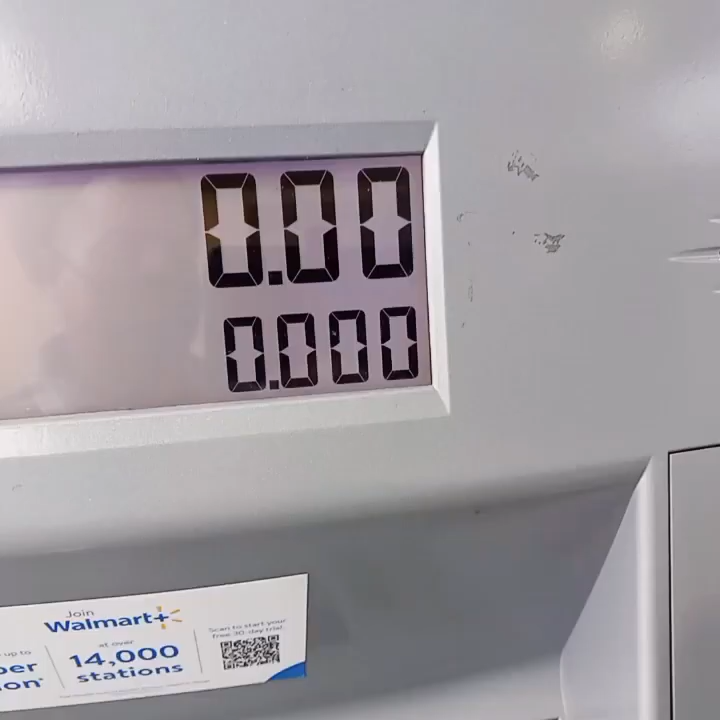 0.00
0.000
Join
Walmart+
up to
on*
at over
14,000
stations
Scan to start your
free 30-day trial